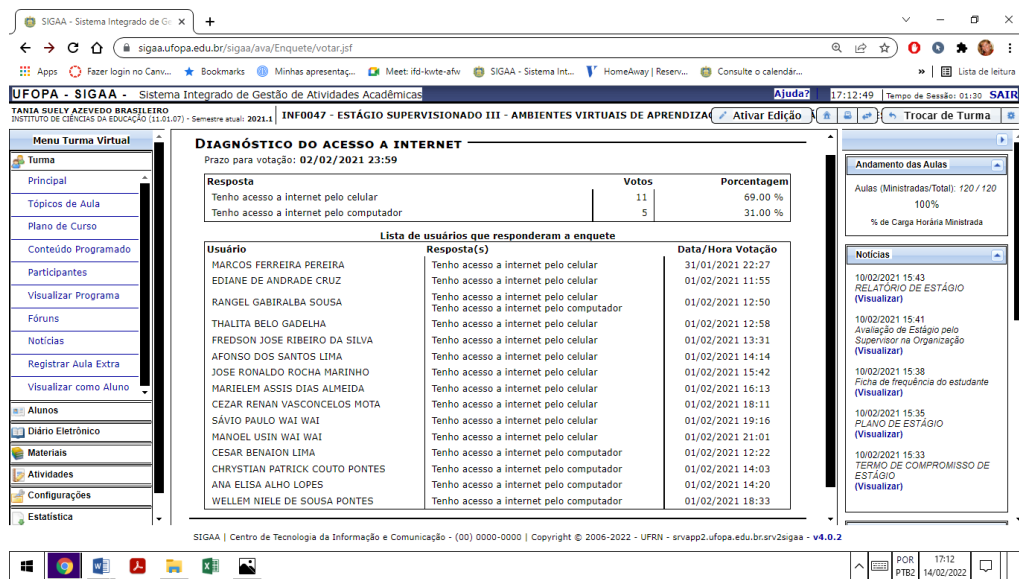 SIGAA - Sistema Integrado de Ge
sigaa.ufopa.edu.br/sigaa/ava/Enquete/votar.jsf
Apps Fazer login no Canv... Bookmarks Minhas apresentaç... Meet: ifd-kwte-afw SIGAA - Sistema Int... HomeAway | Reserv... Consulte o calendár... » Lista de leitura
UFOPA - SIGAA - Sistema Integrado de Gestão de Atividades Acadêmicas Ajuda? 17:12:49 Tempo de Sessão: 01:30 SAIR
TANIA SUELY AZEVEDO BRASILEIRO
INSTITUTO DE CIÊNCIAS DA EDUCAÇÃO (11.01.07) - Semestre atual: 2021.1 INF0047 - ESTÁGIO SUPERVISIONADO III - AMBIENTES VIRTUAIS DE APRENDIZA Ativar Edição Trocar de Turma
Menu Turma Virtual
Turma
Principal
Tópicos de Aula
Plano de Curso
Conteúdo Programado
Participantes
Visualizar Programa
Fóruns
Notícias
Registrar Aula Extra
Visualizar como Aluno
Alunos
Diário Eletrônico
Materiais
Atividades
Configurações
Estatística
DIAGNÓSTICO DO ACESSO A INTERNET
Prazo para votação: 02/02/2021 23:59
Resposta Votos Porcentagem
Tenho acesso a internet pelo celular 11 69.00 %
Tenho acesso a internet pelo computador 5 31.00 %
Lista de usuários que responderam a enquete
Usuário Resposta(s) Data/Hora Votação
MARCOS FERREIRA PEREIRA Tenho acesso a internet pelo celular 31/01/2021 22:27
EDIANE DE ANDRADE CRUZ Tenho acesso a internet pelo celular 01/02/2021 11:55
RANGEL GABIRALBA SOUSA Tenho acesso a internet pelo celular 01/02/2021 12:50
Tenho acesso a internet pelo computador
THALITA BELO GADELHA Tenho acesso a internet pelo celular 01/02/2021 12:58
FREDSON JOSE RIBEIRO DA SILVA Tenho acesso a internet pelo celular 01/02/2021 13:31
AFONSO DOS SANTOS LIMA Tenho acesso a internet pelo celular 01/02/2021 14:14
JOSE RONALDO ROCHA MARINHO Tenho acesso a internet pelo celular 01/02/2021 15:42
MARIELEM ASSIS DIAS ALMEIDA Tenho acesso a internet pelo celular 01/02/2021 16:13
CEZAR RENAN VASCONCELOS MOTA Tenho acesso a internet pelo celular 01/02/2021 18:11
SÁVIO PAULO WAI WAI Tenho acesso a internet pelo celular 01/02/2021 19:16
MANOEL USIN WAI WAI Tenho acesso a internet pelo celular 01/02/2021 21:01
CESAR BENAION LIMA Tenho acesso a internet pelo computador 01/02/2021 12:22
CHRYSTIAN PATRICK COUTO PONTES Tenho acesso a internet pelo computador 01/02/2021 14:03
ANA ELISA ALHO LOPES Tenho acesso a internet pelo computador 01/02/2021 14:20
WELLEM NIELE DE SOUSA PONTES Tenho acesso a internet pelo computador 01/02/2021 18:33
Andamento das Aulas
Aulas (Ministradas/Total): 120 / 120
100%
% de Carga Horária Ministrada
Notícias
10/02/2021 15:43
RELATÓRIO DE ESTÁGIO
(Visualizar)
10/02/2021 15:41
Avaliação de Estágio pelo
Supervisor na Organização
(Visualizar)
10/02/2021 15:38
Ficha de frequência do estudante
(Visualizar)
10/02/2021 15:35
PLANO DE ESTÁGIO
(Visualizar)
10/02/2021 15:33
TERMO DE COMPROMISSO DE
ESTÁGIO
(Visualizar)
SIGAA | Centro de Tecnologia da Informação e Comunicação - (00) 0000-0000 | Copyright © 2006-2022 - UFRN - srvapp2.ufopa.edu.br.srv2sigaa - v4.0.2
POR 17:12
PTB2 14/02/2022